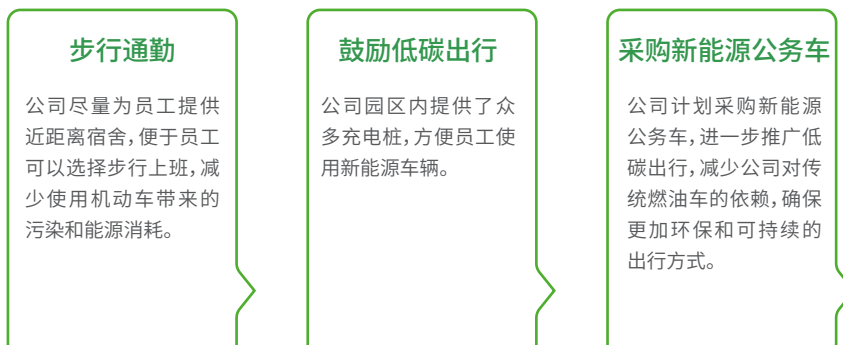 步行通勤
公司尽量为员工提供
近距离宿舍，便于员工
可以选择步行上班，减
少使用机动车带来的
污染和能源消耗。
鼓励低碳出行
公司园区内提供了众
多充电桩，方便员工使
用新能源车辆。
采购新能源公务车
公司计划采购新能源
公务车，进一步推广低
碳出行，减少公司对传
统燃油车的依赖，确保
更加环保和可持续的
出行方式。